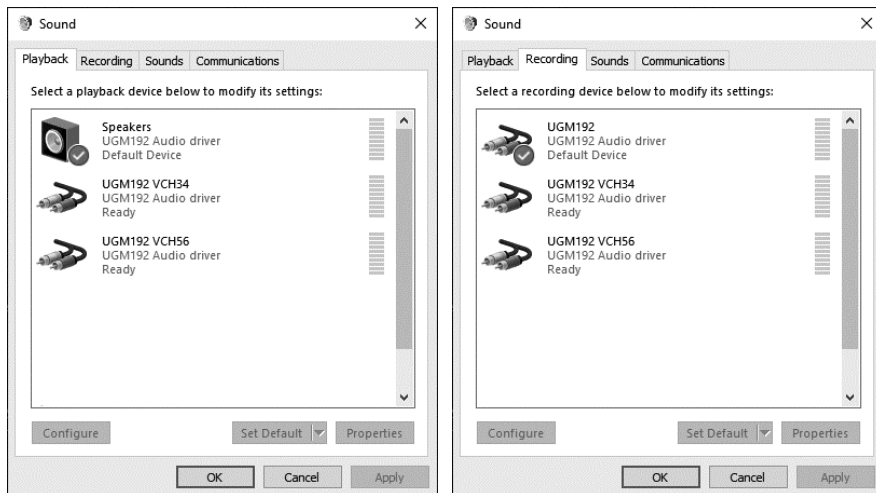 Sound
Playback Recording Sounds Communications
Select a playback device below to modify its settings:
Speakers
UGM192 Audio driver
Default Device
UGM192 VCH34
UGM192 Audio driver
Ready
UGM192 VCH56
UGM192 Audio driver
Ready
Configure Set Default Properties
OK Cancel Apply
Sound
Playback Recording Sounds Communications
Select a recording device below to modify its settings:
UGM192
UGM192 Audio driver
Default Device
UGM192 VCH34
UGM192 Audio driver
Ready
UGM192 VCH56
UGM192 Audio driver
Ready
Configure Set Default Properties
OK Cancel Apply